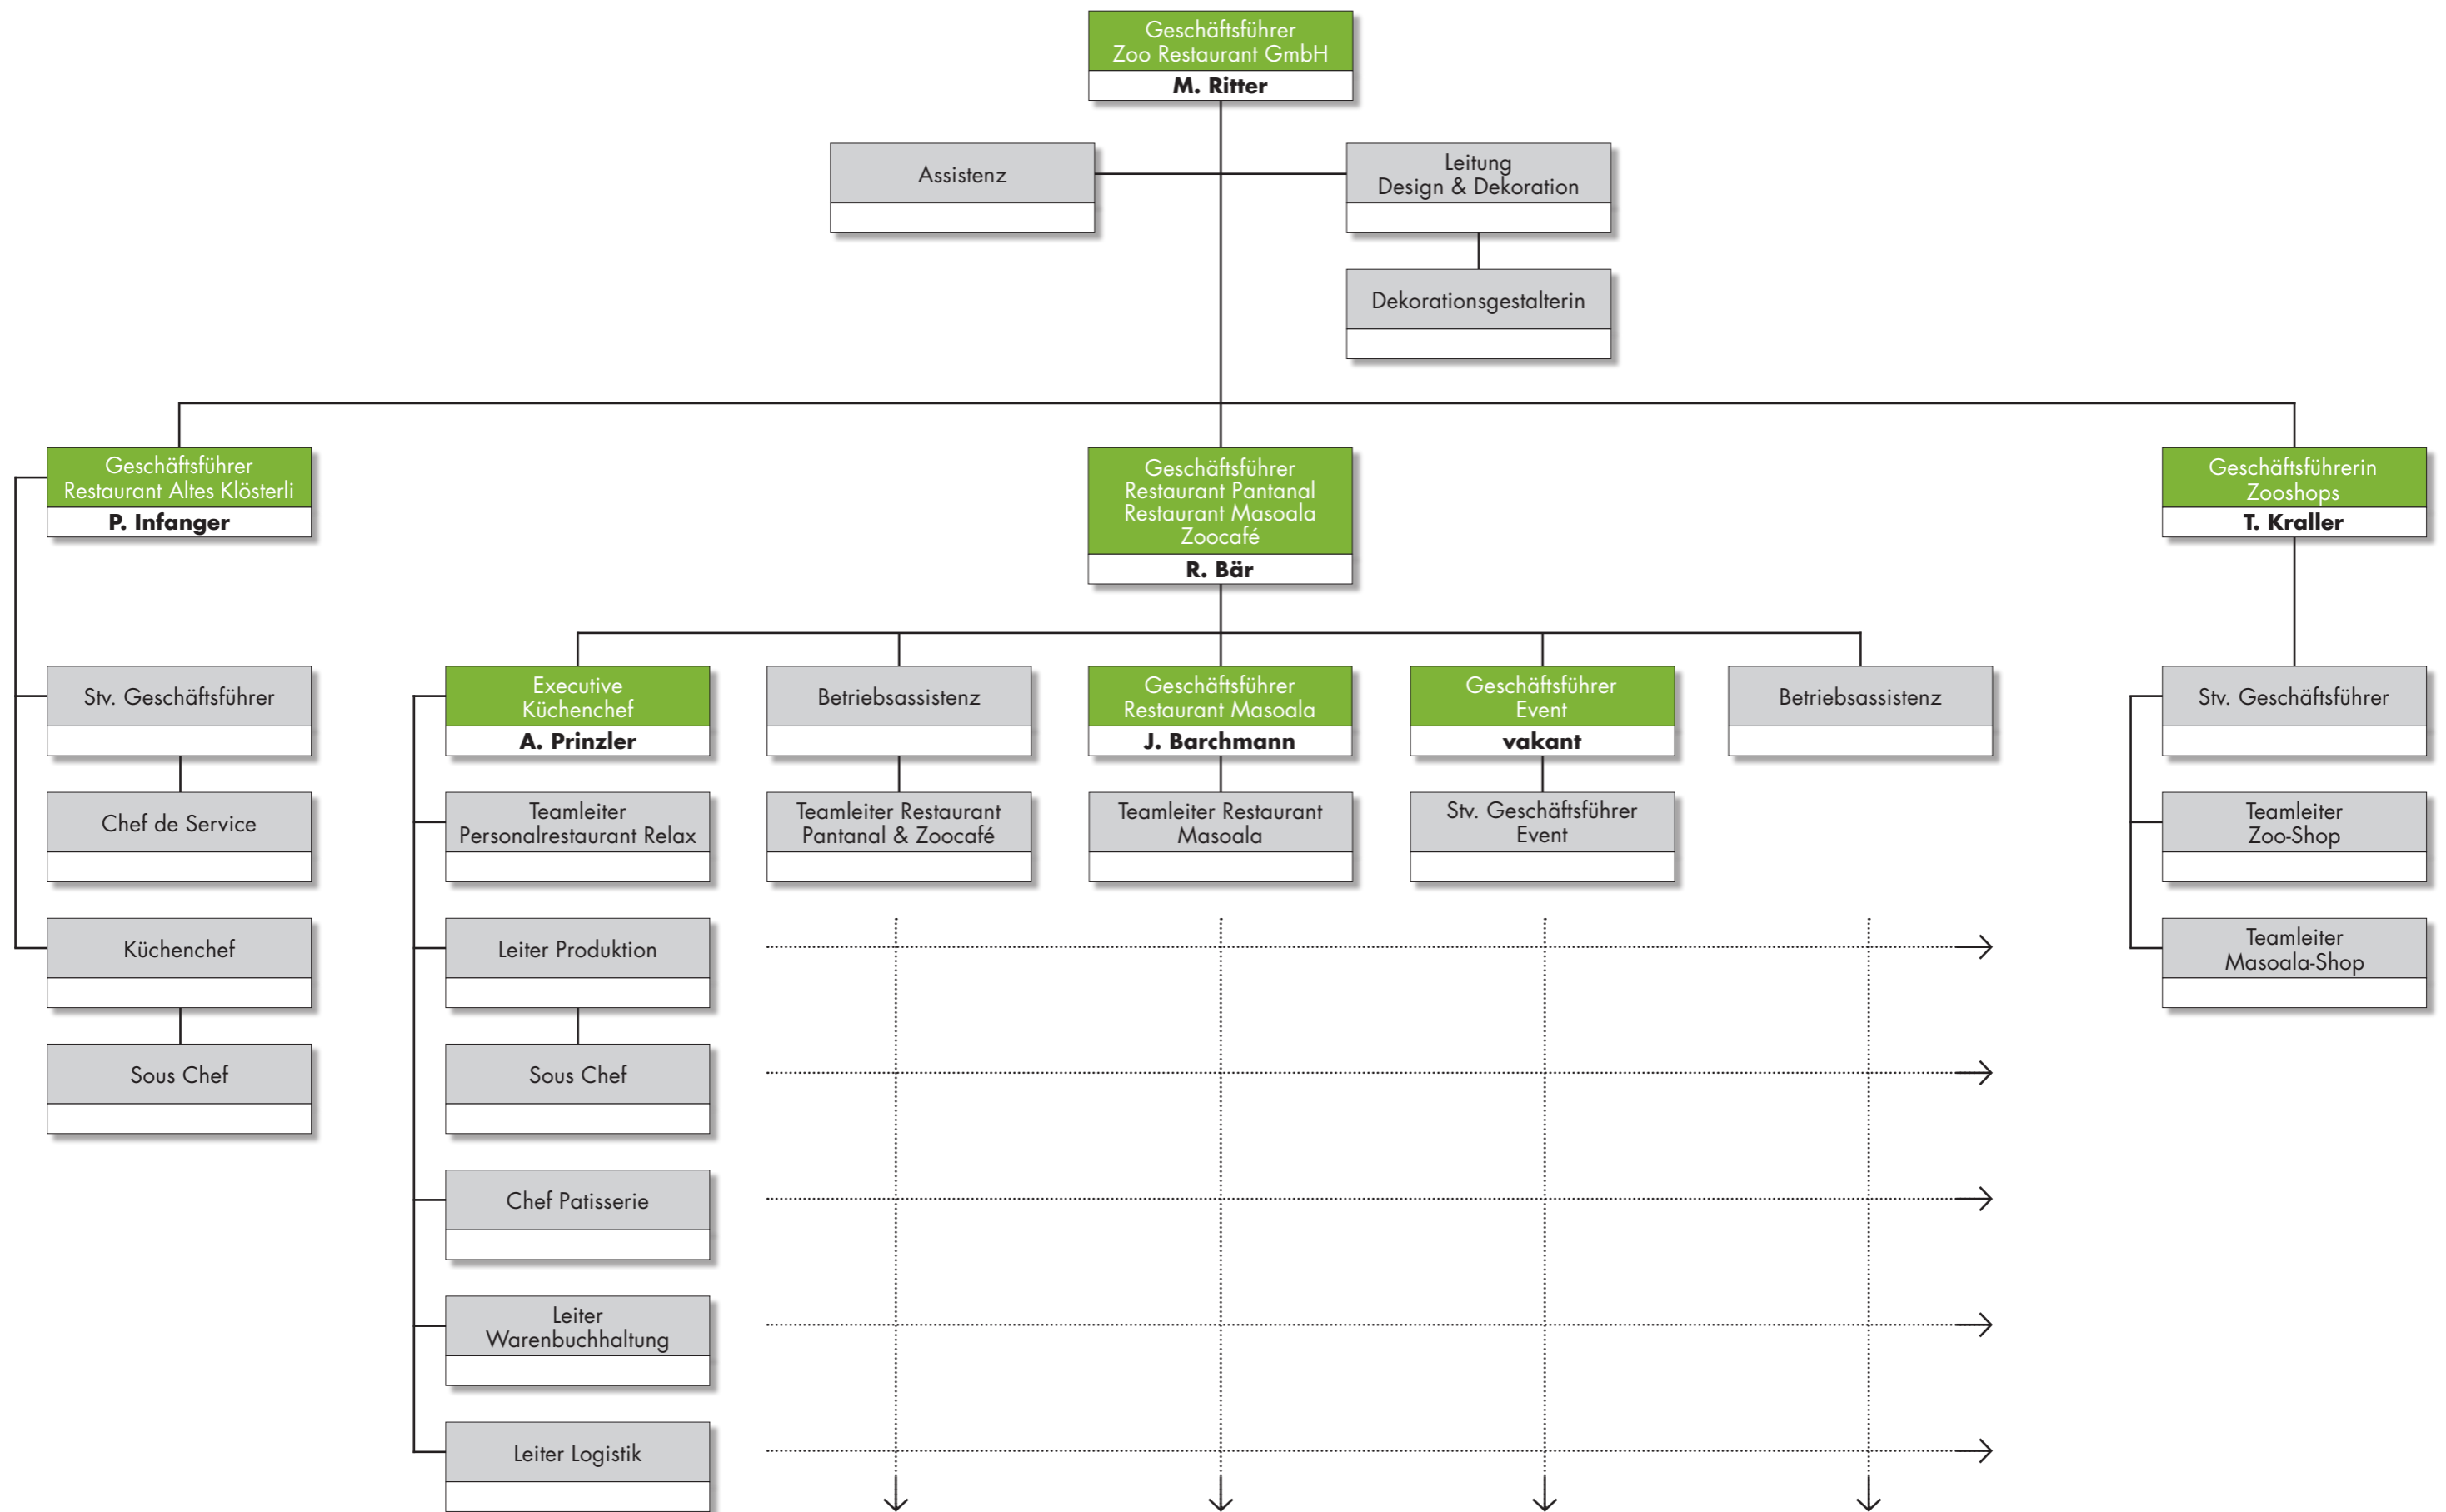 Geschäftsführer
Zoo Restaurant GmbH
M. Ritter
Assistenz
Leitung
Design & Dekoration
Dekorationsgestalterin
Geschäftsführer
Restaurant Altes Klösterli
P. Infanger
Geschäftsführer
Restaurant Pantanal
Restaurant Masoala
Zoocafé
R. Bär
Geschäftsführerin
Zooshops
T. Kraller
Stv. Geschäftsführer
Executive
Küchenchef
A. Prinzler
Betriebsassistenz
Geschäftsführer
Restaurant Masoala
J. Barchmann
Geschäftsführer
Event
vakant
Betriebsassistenz
Stv. Geschäftsführer
Chef de Service
Teamleiter
Personalrestaurant Relax
Teamleiter Restaurant
Pantanal & Zoocafé
Teamleiter Restaurant
Masoala
Stv. Geschäftsführer
Event
Teamleiter
Zoo-Shop
Küchenchef
Leiter Produktion
Teamleiter
Masoala-Shop
Sous Chef
Sous Chef
Chef Patisserie
Leiter
Warenbuchhaltung
Leiter Logistik